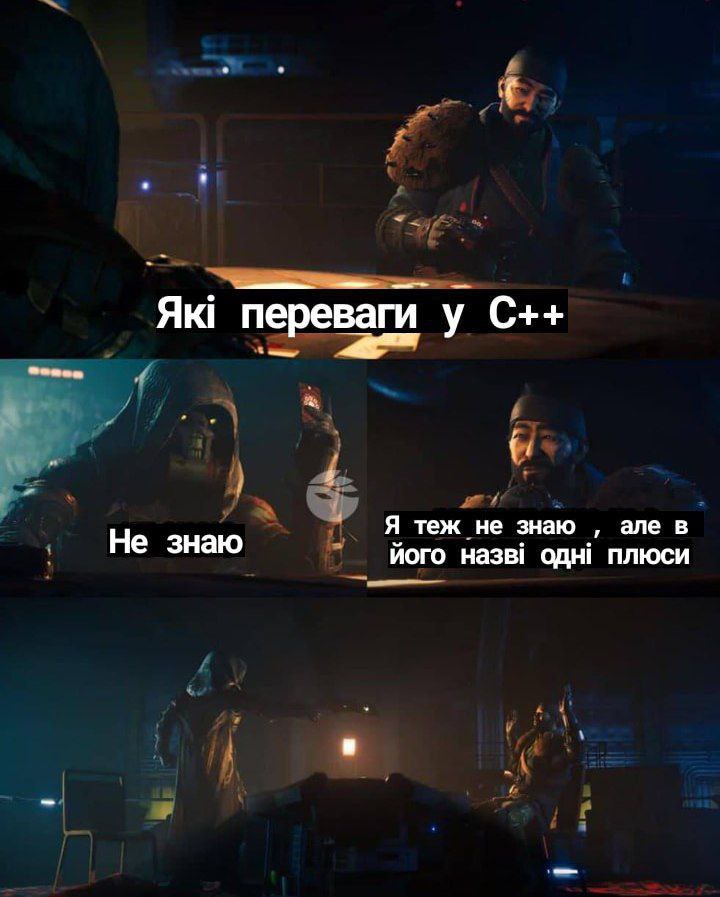 Які переваги у С++
Не знаю
Я теж не знаю , але в
його назві одні плюси